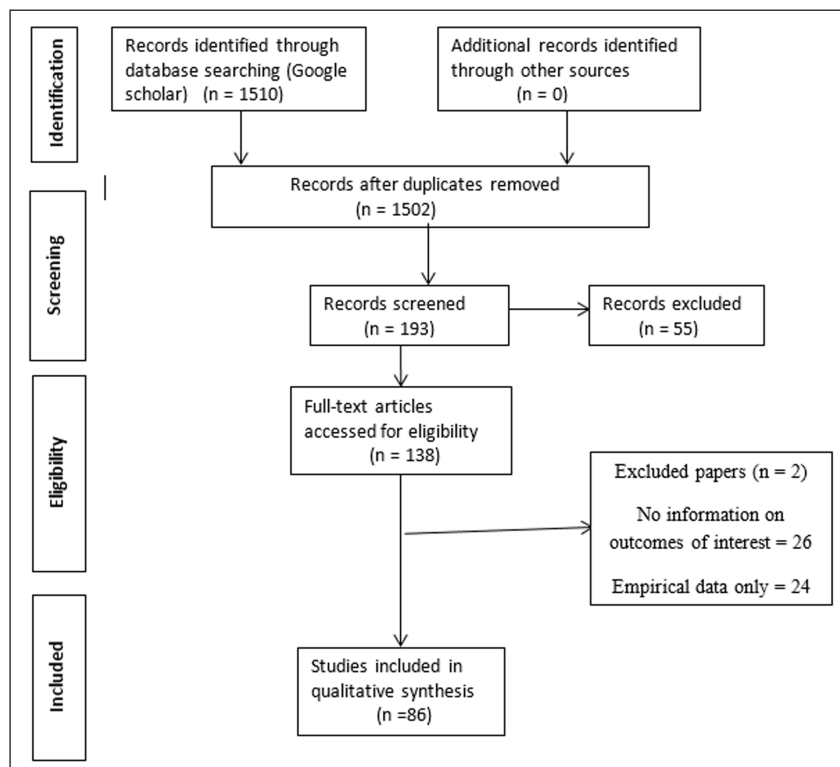 Identification
Records identified through
database searching (Google
scholar) (n = 1510)
Additional records identified
through other sources
(n = 0)
Records after duplicates removed
(n = 1502)
Screening
Records screened
(n = 193)
Records excluded
(n = 55)
Eligibility
Full-text articles
accessed for eligibility
(n = 138)
Excluded papers (n = 2)
No information on
outcomes of interest = 26
Empirical data only = 24
Included
Studies included in
qualitative synthesis
(n =86)